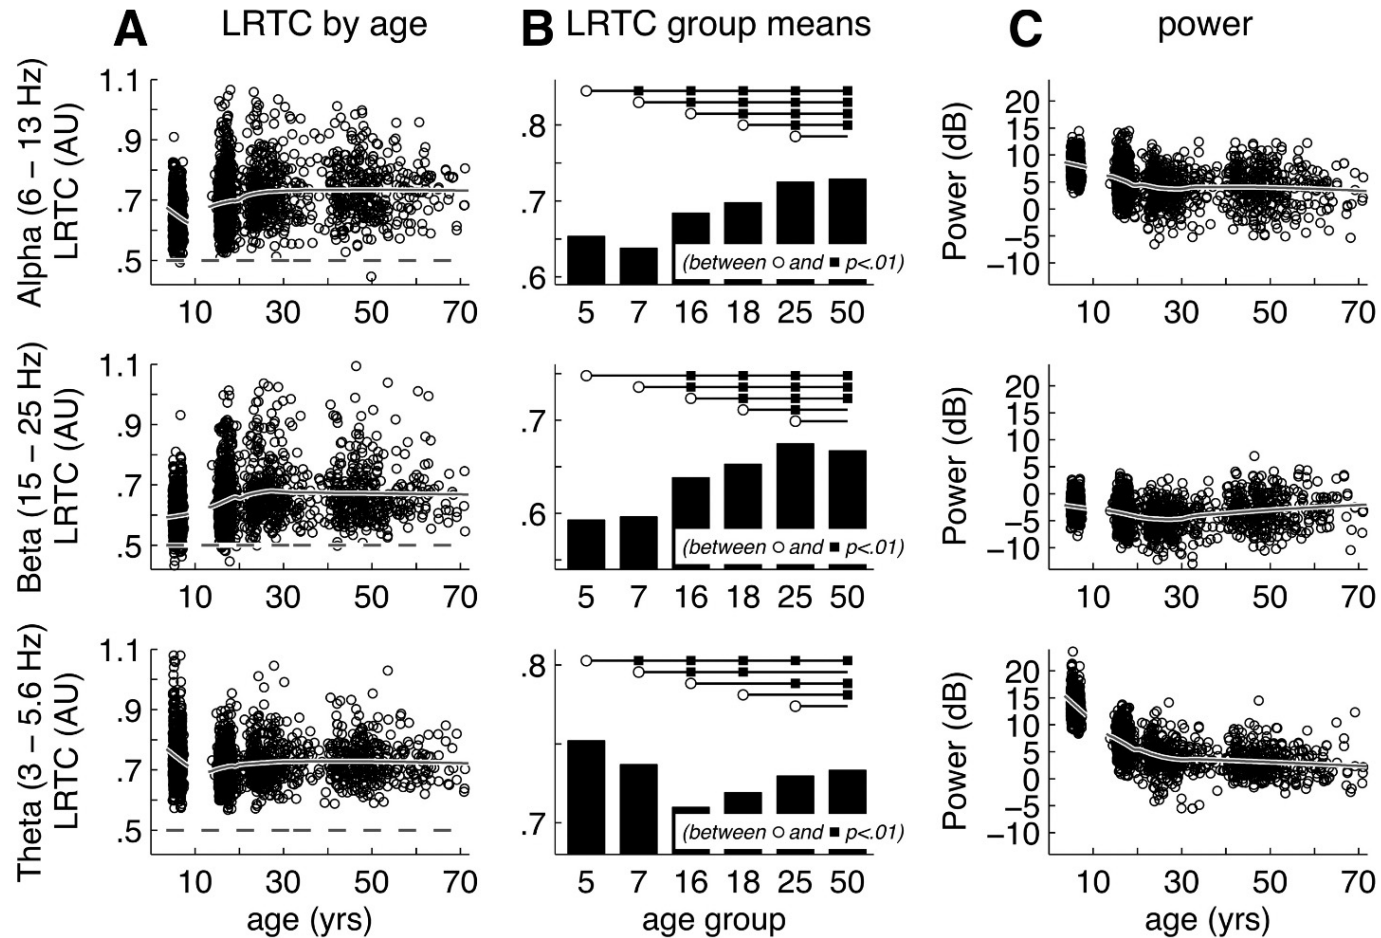 A LRTC by age
B LRTC group means
C power
Alpha (6 – 13 Hz)
LRTC (AU)
1.1
.9
.7
.5
10 30 50 70
.8
.7
.6
(between ○ and ■ p<.01)
5 7 16 18 25 50
Power (dB)
20
15
10
5
0
−5
−10
10 30 50 70
Beta (15 – 25 Hz)
LRTC (AU)
1.1
.9
.7
.5
10 30 50 70
.7
.6
(between ○ and ■ p<.01)
5 7 16 18 25 50
Power (dB)
20
15
10
5
0
−5
−10
10 30 50 70
Theta (3 – 5.6 Hz)
LRTC (AU)
1.1
.9
.7
.5
10 30 50 70
age (yrs)
.8
.7
(between ○ and ■ p<.01)
5 7 16 18 25 50
age group
Power (dB)
20
15
10
5
0
−5
−10
10 30 50 70
age (yrs)